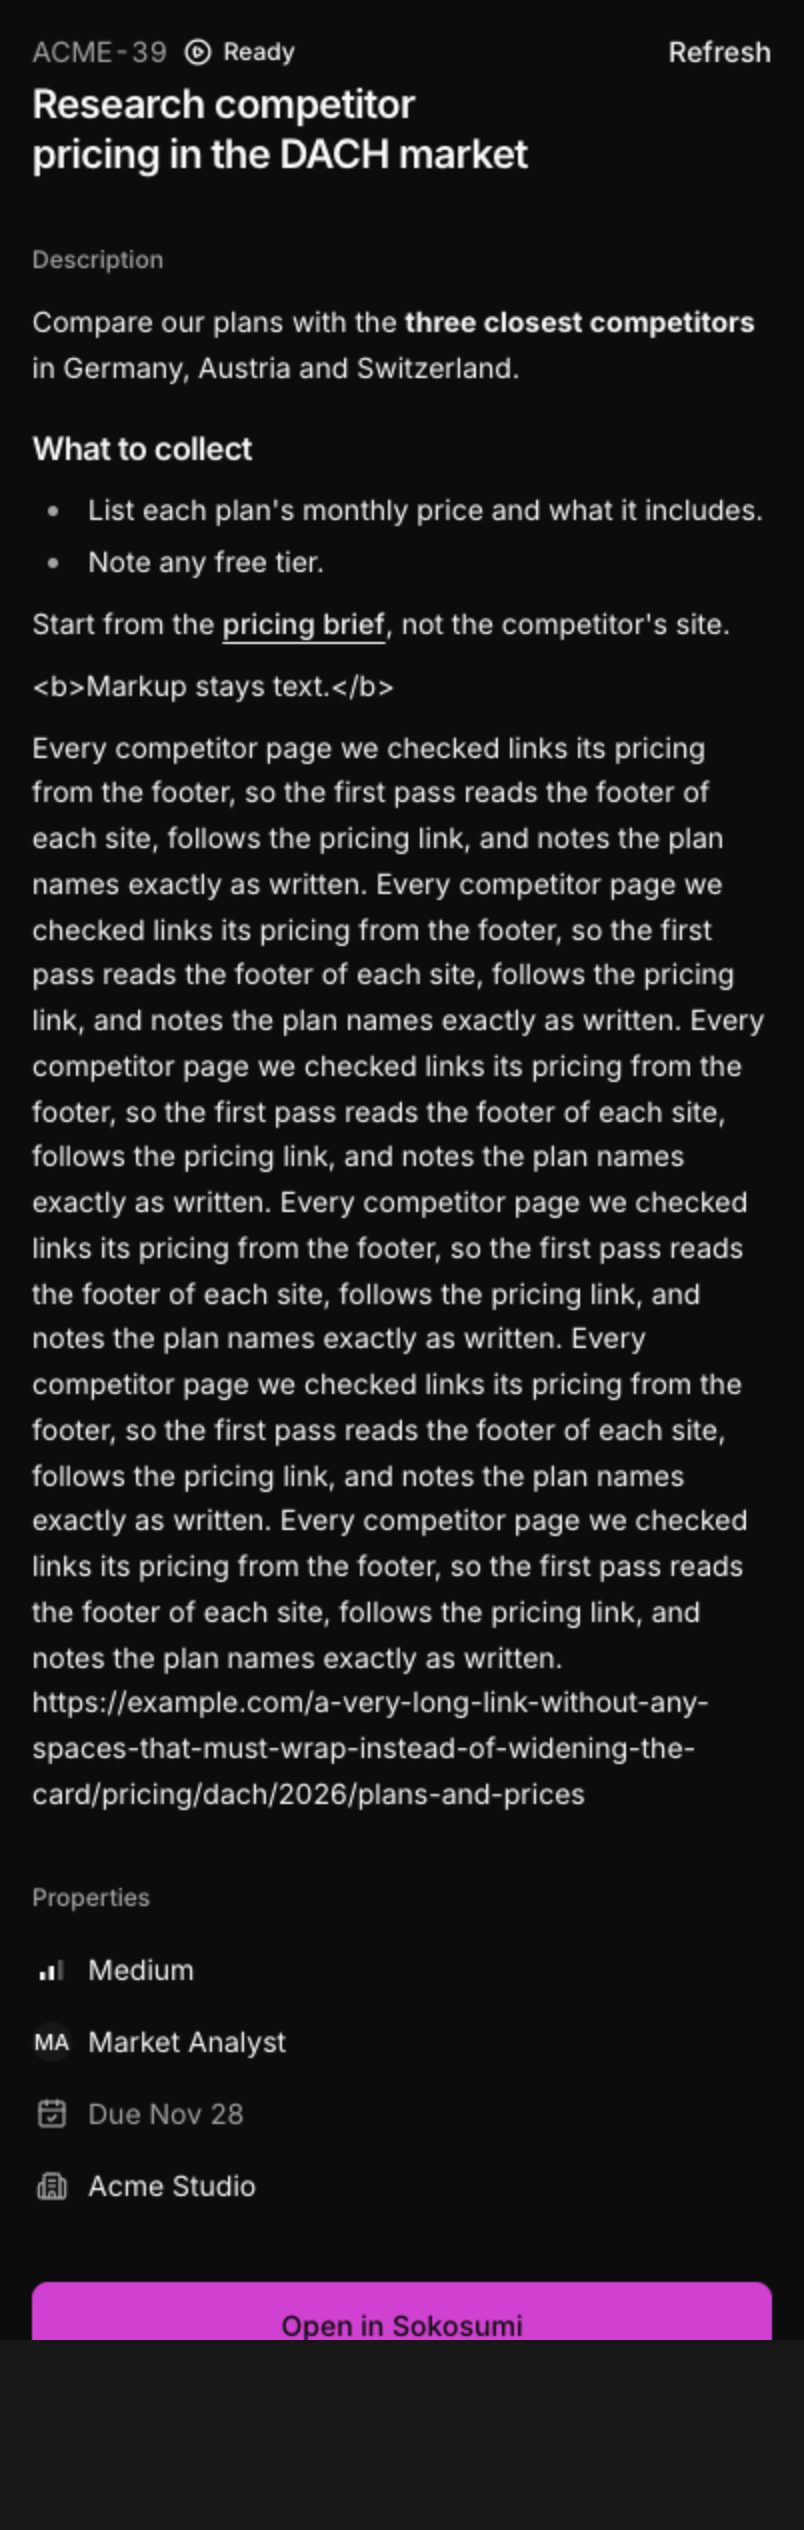 ACME-39 Ready Refresh
Research competitor
pricing in the DACH market
Description
Compare our plans with the three closest competitors
in Germany, Austria and Switzerland.
What to collect
• List each plan's monthly price and what it includes.
• Note any free tier.
Start from the pricing brief, not the competitor's site.
<b>Markup stays text.</b>
Every competitor page we checked links its pricing
from the footer, so the first pass reads the footer of
each site, follows the pricing link, and notes the plan
names exactly as written. Every competitor page we
checked links its pricing from the footer, so the first
pass reads the footer of each site, follows the pricing
link, and notes the plan names exactly as written. Every
competitor page we checked links its pricing from the
footer, so the first pass reads the footer of each site,
follows the pricing link, and notes the plan names
exactly as written. Every competitor page we checked
links its pricing from the footer, so the first pass reads
the footer of each site, follows the pricing link, and
notes the plan names exactly as written. Every
competitor page we checked links its pricing from the
footer, so the first pass reads the footer of each site,
follows the pricing link, and notes the plan names
exactly as written. Every competitor page we checked
links its pricing from the footer, so the first pass reads
the footer of each site, follows the pricing link, and
notes the plan names exactly as written.
https://example.com/a-very-long-link-without-any-
spaces-that-must-wrap-instead-of-widening-the-
card/pricing/dach/2026/plans-and-prices
Properties
Medium
MA Market Analyst
Due Nov 28
Acme Studio
Open in Sokosumi